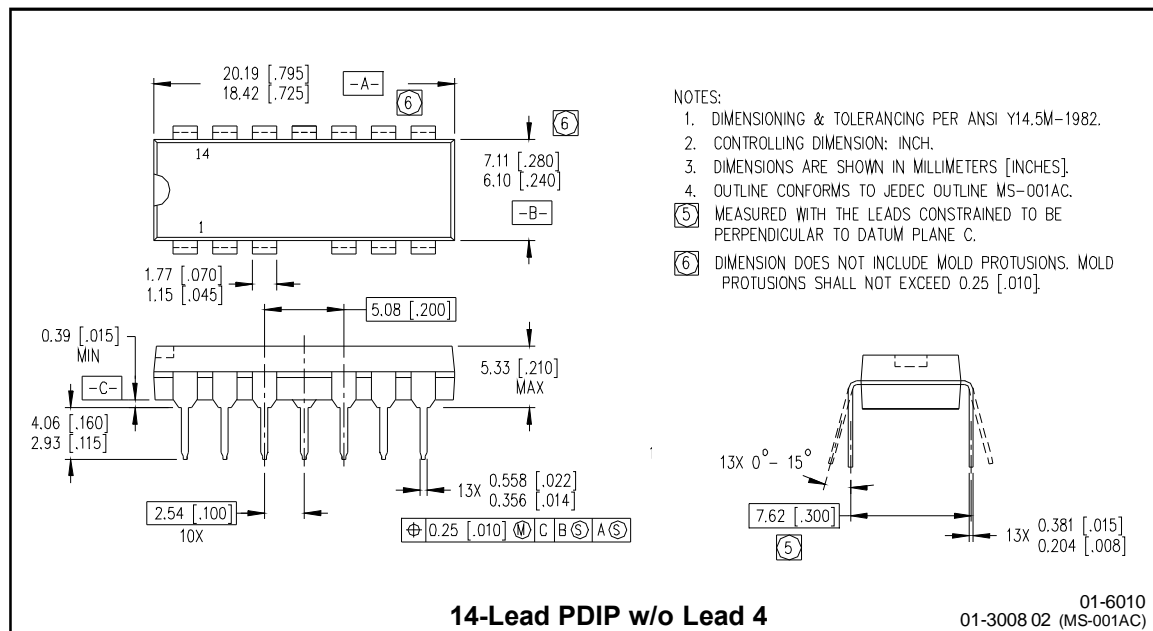 20.19 [.795]
18.42 [.725]
-A-
6
6
14
1
7.11 [.280]
6.10 [.240]
-B-
1.77 [.070]
1.15 [.045]
5.08 [.200]
0.39 [.015]
MIN
-C-
5.33 [.210]
MAX
4.06 [.160]
2.93 [.115]
13X 0.558 [.022]
0.356 [.014]
2.54 [.100]
10X
⌖ 0.25 [.010] Ⓜ C B Ⓢ A Ⓢ
NOTES:
1. DIMENSIONING & TOLERANCING PER ANSI Y14.5M-1982.
2. CONTROLLING DIMENSION: INCH.
3. DIMENSIONS ARE SHOWN IN MILLIMETERS [INCHES].
4. OUTLINE CONFORMS TO JEDEC OUTLINE MS-001AC.
5 MEASURED WITH THE LEADS CONSTRAINED TO BE
PERPENDICULAR TO DATUM PLANE C.
6 DIMENSION DOES NOT INCLUDE MOLD PROTUSIONS. MOLD
PROTUSIONS SHALL NOT EXCEED 0.25 [.010].
13X 0°- 15°
7.62 [.300]
5
13X 0.381 [.015]
0.204 [.008]
14-Lead PDIP w/o Lead 4
01-6010
01-3008 02 (MS-001AC)